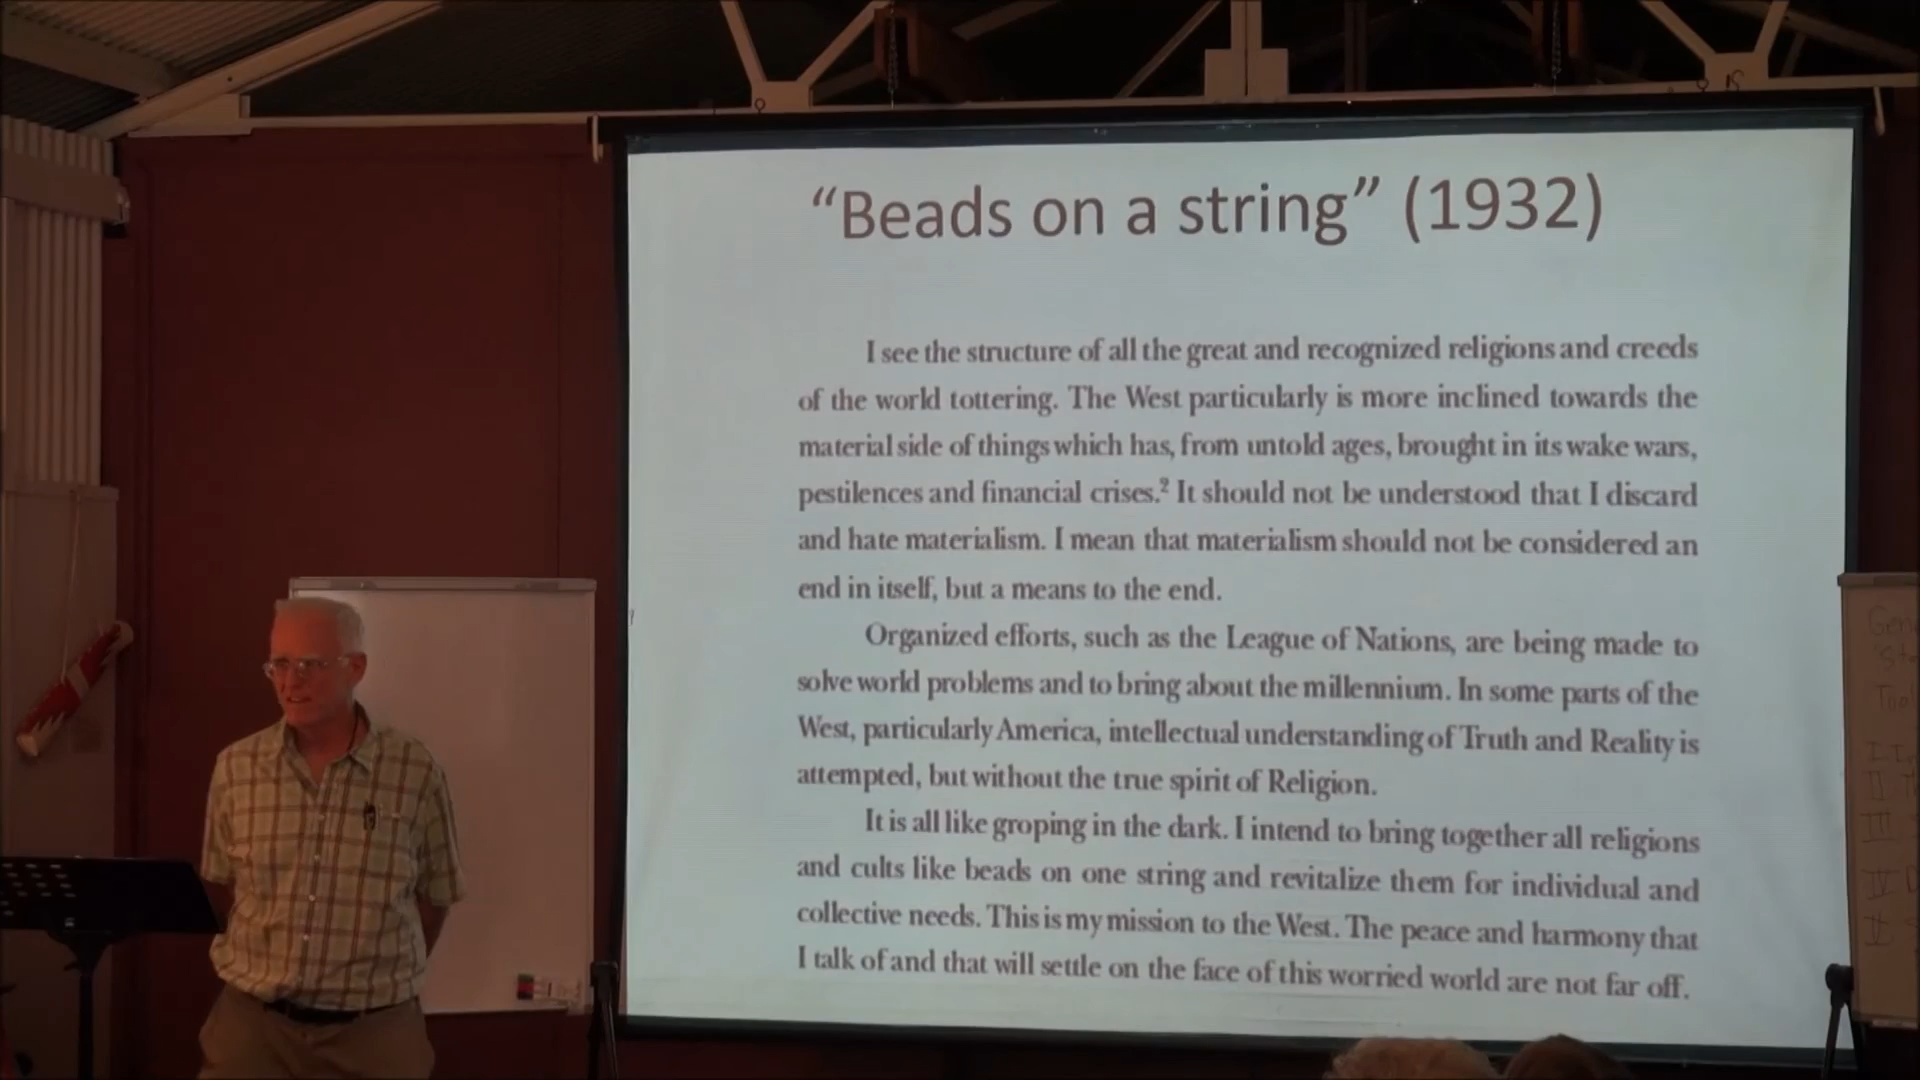 “Beads on a string” (1932)
I see the structure of all the great and recognized religions and creeds
of the world tottering. The West particularly is more inclined towards the
material side of things which has, from untold ages, brought in its wake wars,
pestilences and financial crises.² It should not be understood that I discard
and hate materialism. I mean that materialism should not be considered an
end in itself, but a means to the end.
Organized efforts, such as the League of Nations, are being made to
solve world problems and to bring about the millennium. In some parts of the
West, particularly America, intellectual understanding of Truth and Reality is
attempted, but without the true spirit of Religion.
It is all like groping in the dark. I intend to bring together all religions
and cults like beads on one string and revitalize them for individual and
collective needs. This is my mission to the West. The peace and harmony that
I talk of and that will settle on the face of this worried world are not far off.
I
II
III
IV
V